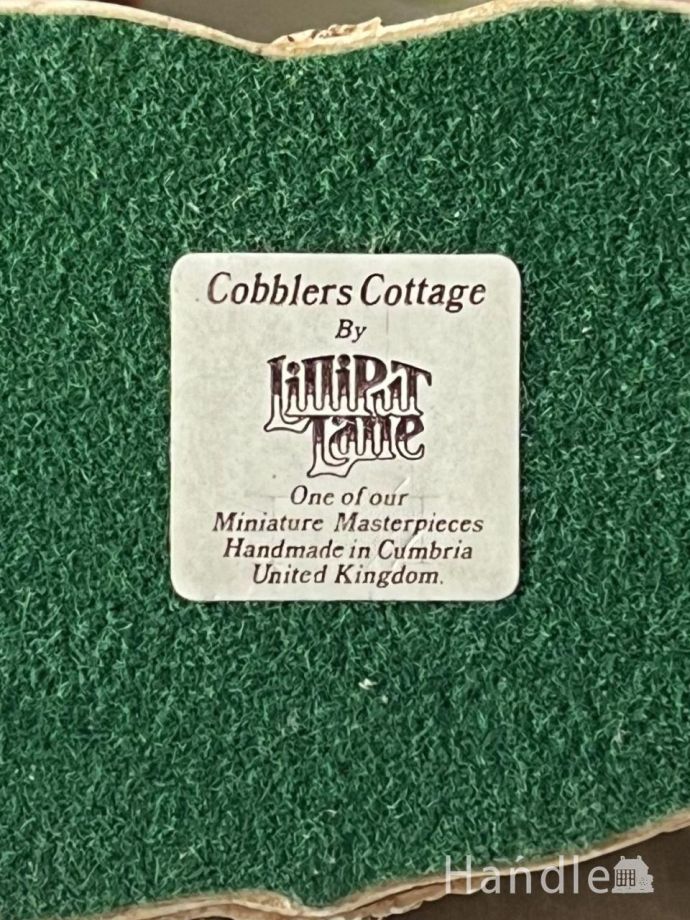 Cobblers Cottage
By
Lilliput
Lane
One of our
Miniature Masterpieces
Handmade in Cumbria
United Kingdom.
Handle